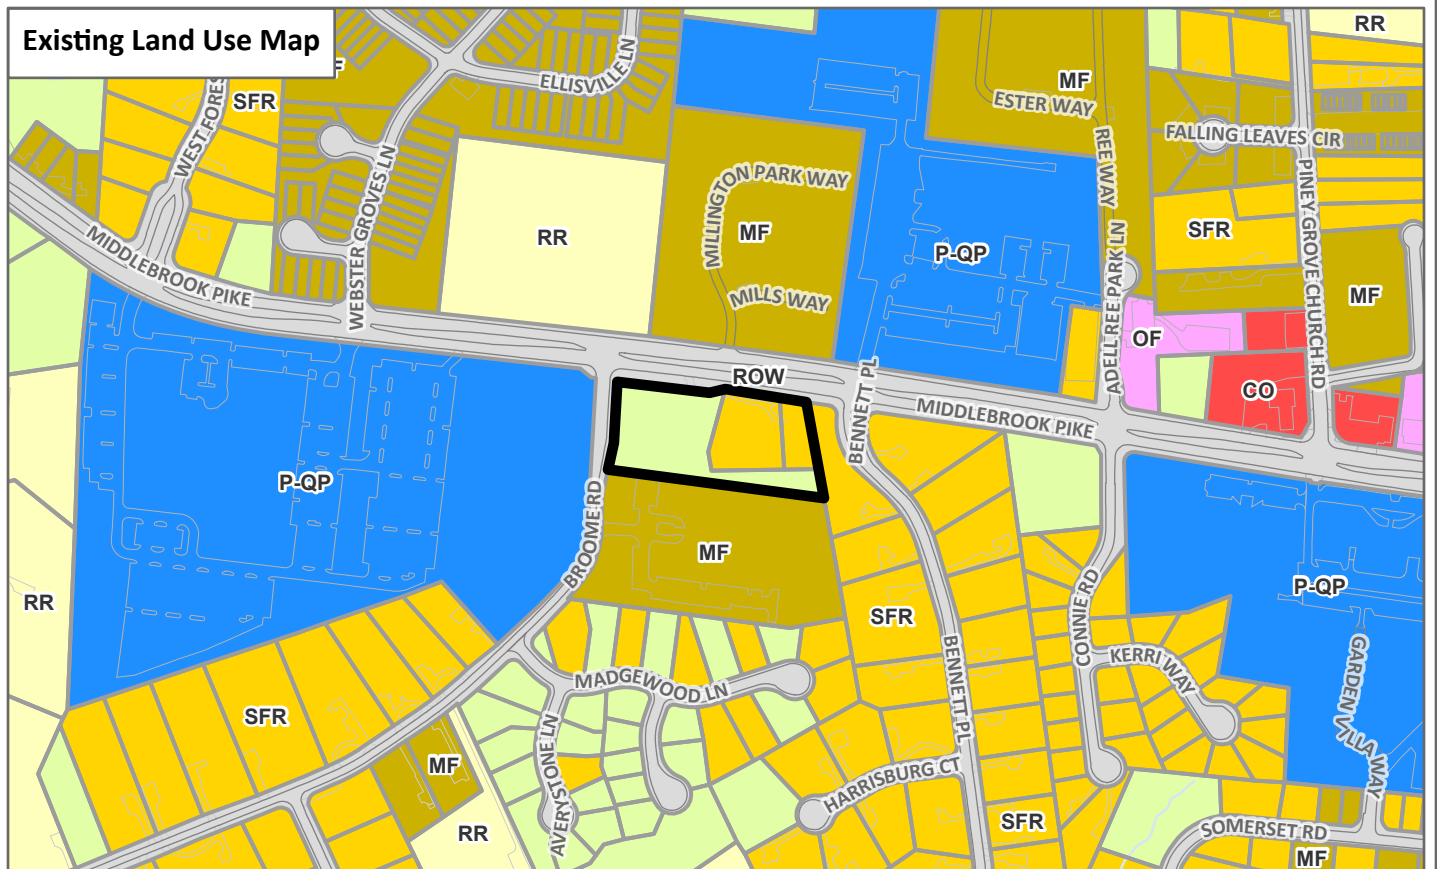 Existing Land Use Map
RR
ELLISVILLE LN
MF
SFR
ESTER WAY
FALLING LEAVES CIR
WEST FORES
REE WAY
MILLINGTON PARK WAY
PINEY GROVE CHURCH RD
WEBSTER GROVES LN
RR
MF
P-QP
SFR
MIDDLEBROOK PIKE
MILLS WAY
ADELL REE PARK LN
MF
OF
ROW
BENNETT PL
CO
MIDDLEBROOK PIKE
P-QP
BROOME RD
MF
P-QP
RR
SFR
CONNIE RD
KERRI WAY
GARDEN VILLA WAY
BENNETT PL
MADGEWOOD LN
SFR
MF
AVERYSTONE LN
HARRISBURG CT
RR
SFR
SOMERSET RD
MF